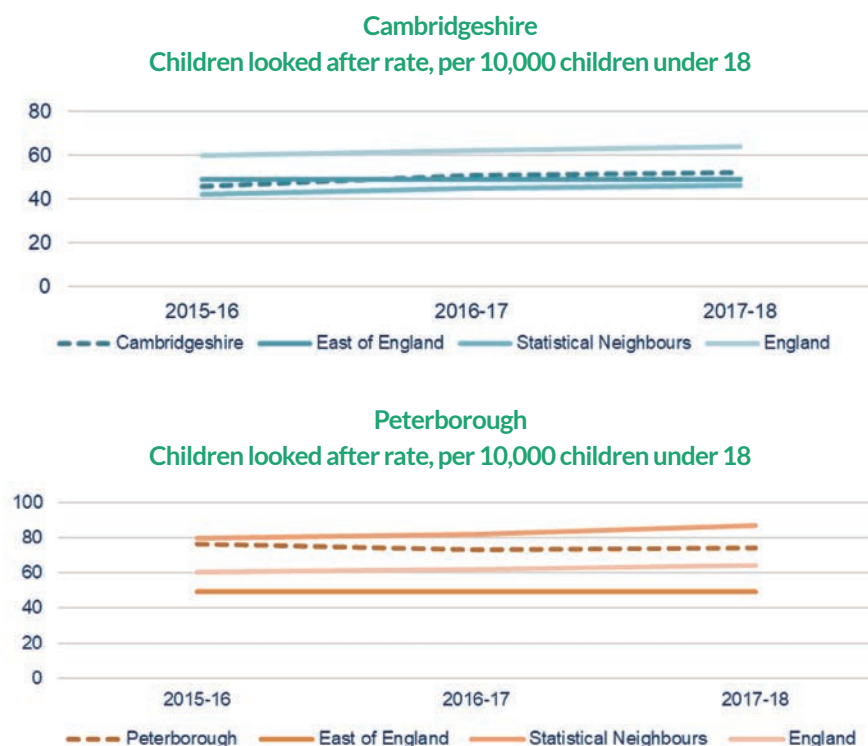 Cambridgeshire
Children looked after rate, per 10,000 children under 18
80
60
40
20
0
2015-16 2016-17 2017-18
Cambridgeshire East of England Statistical Neighbours England
Peterborough
Children looked after rate, per 10,000 children under 18
100
80
60
40
20
0
2015-16 2016-17 2017-18
Peterborough East of England Statistical Neighbours England